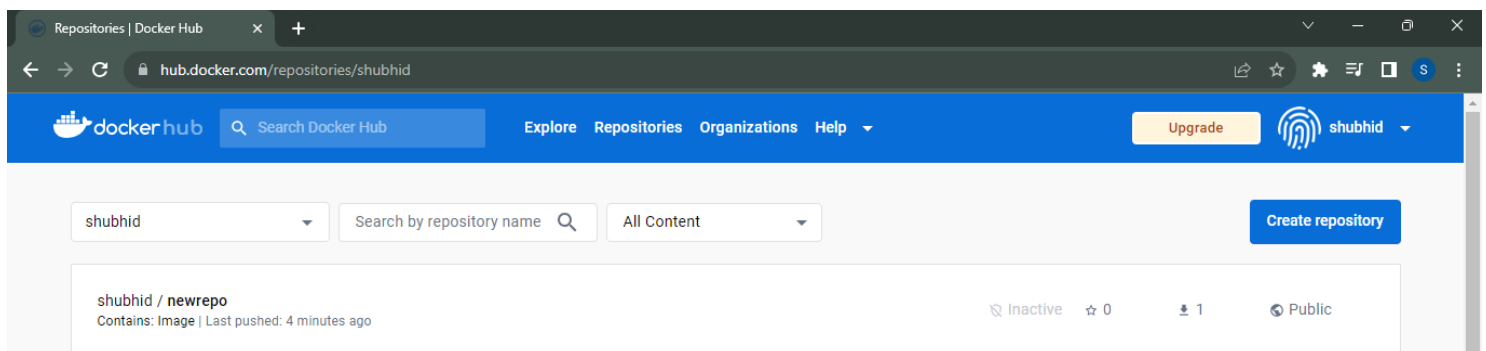 Repositories | Docker Hub
hub.docker.com/repositories/shubhid S
dockerhub Search Docker Hub Explore Repositories Organizations Help Upgrade shubhid
shubhid Search by repository name All Content Create repository
shubhid / newrepo
Contains: Image | Last pushed: 4 minutes ago Inactive 0 1 Public